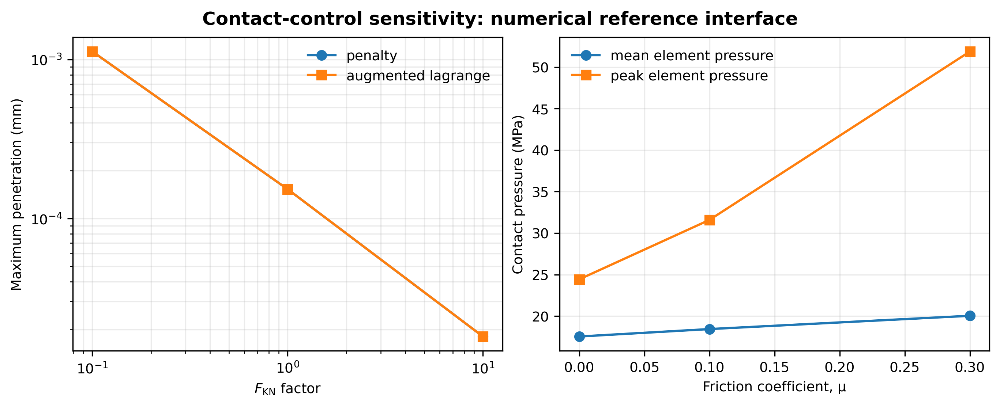 Contact-control sensitivity: numerical reference interface
Maximum penetration (mm)
10⁻³
10⁻⁴
penalty
augmented lagrange
10⁻¹
10⁰
10¹
F_KN factor
Contact pressure (MPa)
50
45
40
35
30
25
20
mean element pressure
peak element pressure
0.00
0.05
0.10
0.15
0.20
0.25
0.30
Friction coefficient, μ